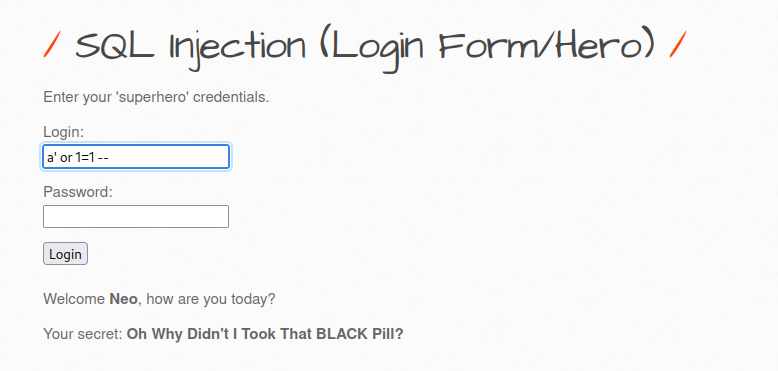 / SQL Injection (Login Form/Hero) /
Enter your 'superhero' credentials.
Login:
a' or 1=1 --
Password:
Login
Welcome Neo, how are you today?
Your secret: Oh Why Didn't I Took That BLACK Pill?